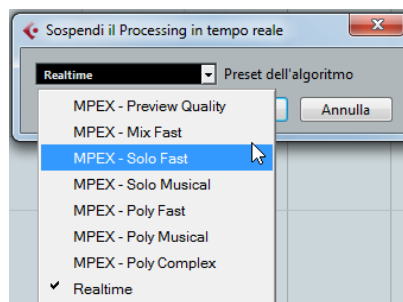 Sospendi il Processing in tempo reale
Realtime Preset dell'algoritmo
Annulla
MPEX - Preview Quality
MPEX - Mix Fast
MPEX - Solo Fast
MPEX - Solo Musical
MPEX - Poly Fast
MPEX - Poly Musical
MPEX - Poly Complex
Realtime